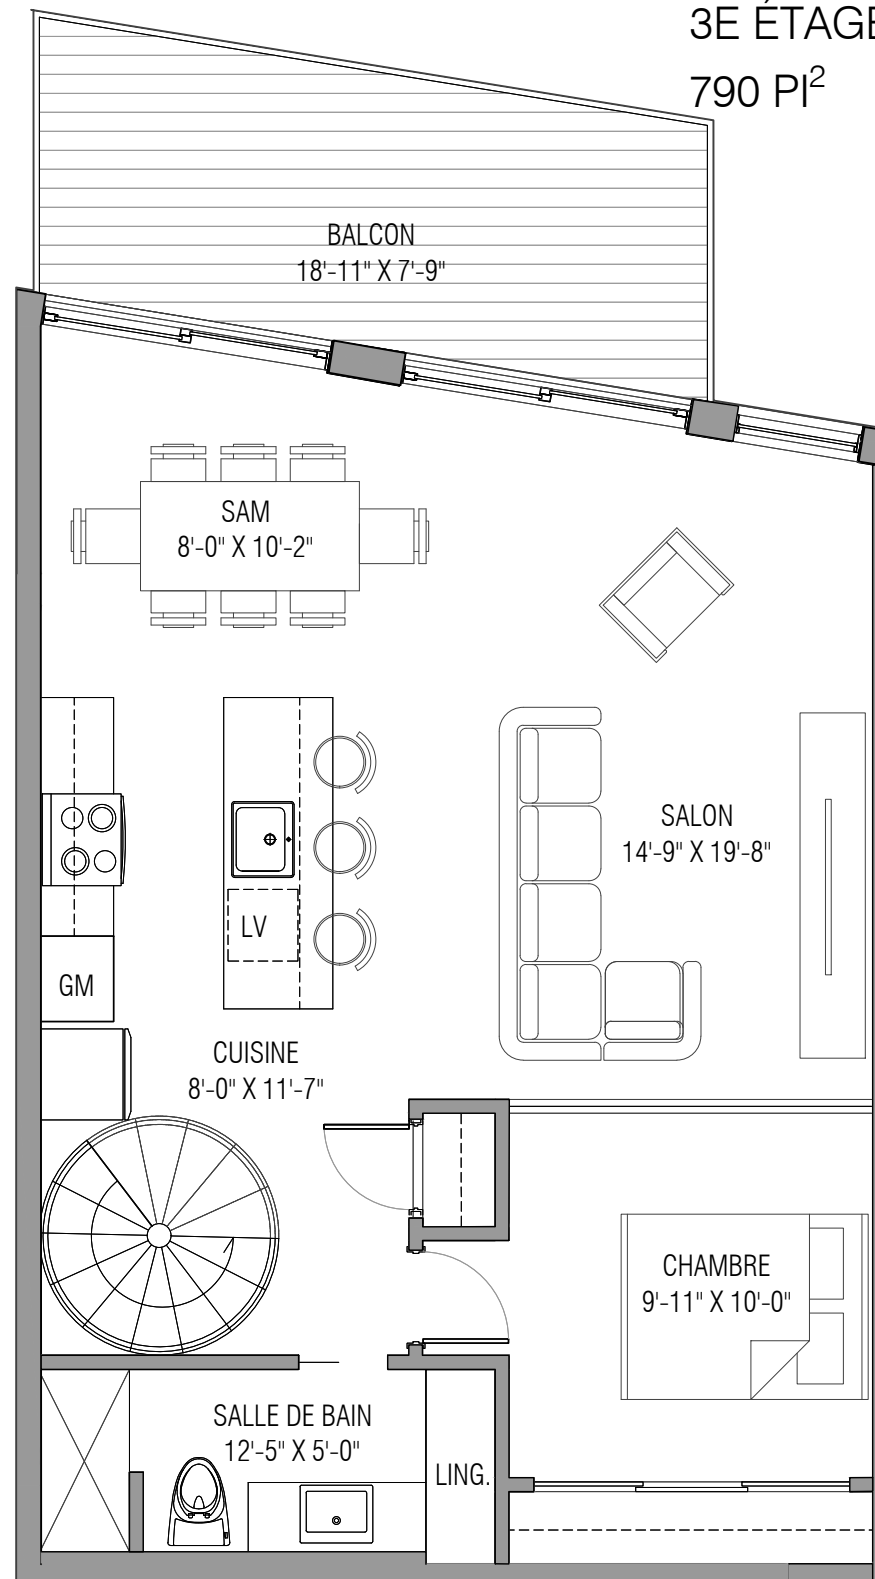 3E ÉTAGE
790 PI²
BALCON
18'-11" X 7'-9"
SAM
8'-0" X 10'-2"
SALON
14'-9" X 19'-8"
LV
GM
CUISINE
8'-0" X 11'-7"
CHAMBRE
9'-11" X 10'-0"
SALLE DE BAIN
12'-5" X 5'-0"
LING.